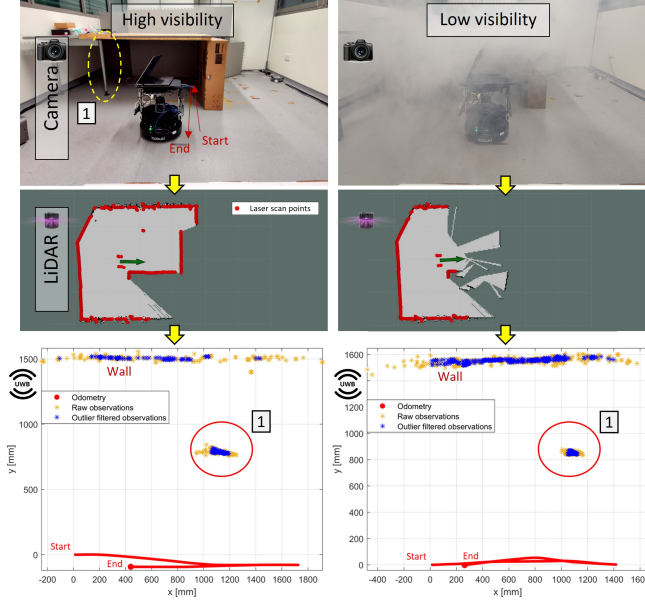 High visibility
Low visibility
Camera
1
Start
End
LiDAR
Laser scan points
UWB
Wall
Odometry
Raw observations
Outlier filtered observations
1
Start
End
y [mm]
1500
1000
500
0
-200 0 200 400 600 800 1000 1200 1400 1600 1800
x [mm]
UWB
Wall
Odometry
Raw observations
Outlier filtered observations
1
Start
End
y [mm]
1600
1400
1200
1000
800
600
400
200
0
-400 -200 0 200 400 600 800 1000 1200 1400 1600
x [mm]